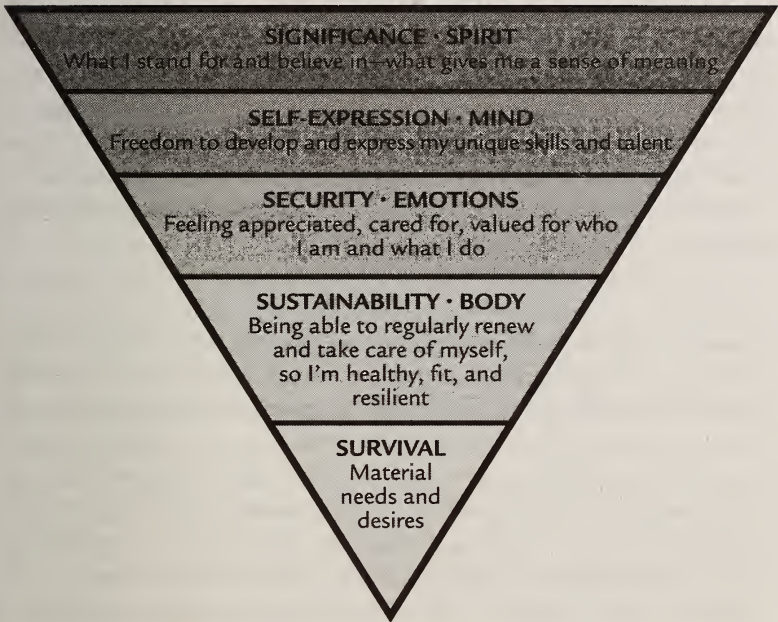 SIGNIFICANCE · SPIRIT
What I stand for and believe in—what gives me a sense of meaning
SELF-EXPRESSION · MIND
Freedom to develop and express my unique skills and talent
SECURITY · EMOTIONS
Feeling appreciated, cared for, valued for who
I am and what I do
SUSTAINABILITY · BODY
Being able to regularly renew
and take care of myself,
so I'm healthy, fit, and
resilient
SURVIVAL
Material
needs and
desires